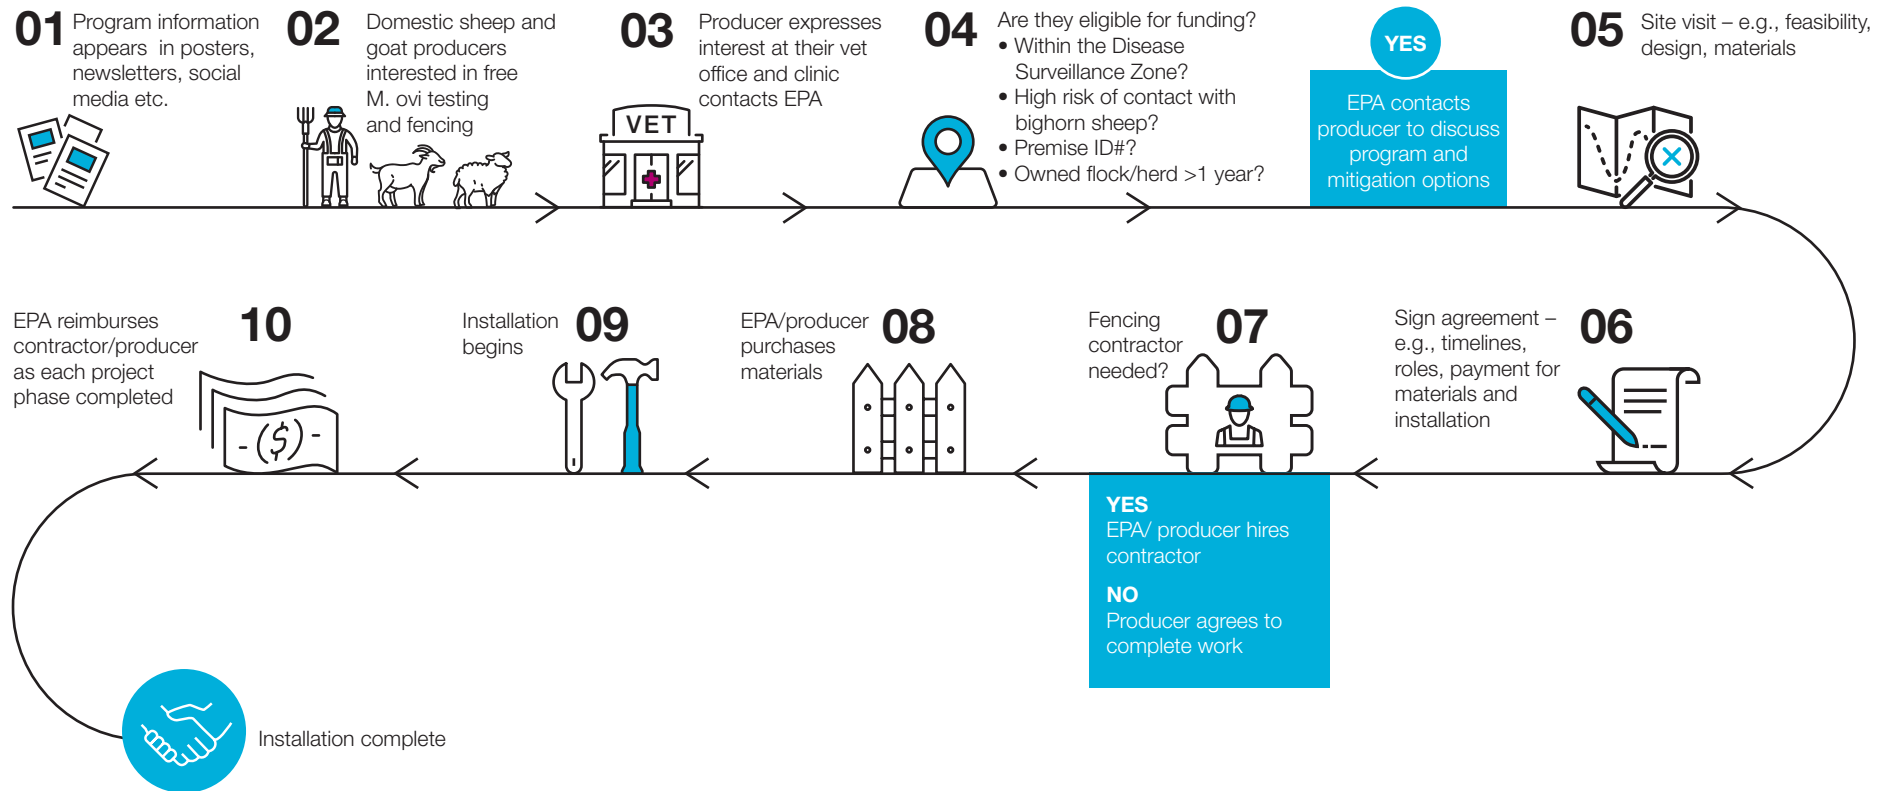 01
Program information
appears in posters,
newsletters, social
media etc.
02
Domestic sheep and
goat producers
interested in free
M. ovi testing
and fencing
03
Producer expresses
interest at their vet
office and clinic
contacts EPA
VET
04
Are they eligible for funding?
• Within the Disease
Surveillance Zone?
• High risk of contact with
bighorn sheep?
• Premise ID#?
• Owned flock/herd >1 year?
YES
EPA contacts
producer to discuss
program and
mitigation options
05
Site visit – e.g., feasibility,
design, materials
06
Sign agreement –
e.g., timelines,
roles, payment for
materials and
installation
07
Fencing
contractor
needed?
YES
EPA/ producer hires
contractor
NO
Producer agrees to
complete work
08
EPA/producer
purchases
materials
09
Installation
begins
10
EPA reimburses
contractor/producer
as each project
phase completed
-($)-
Installation complete